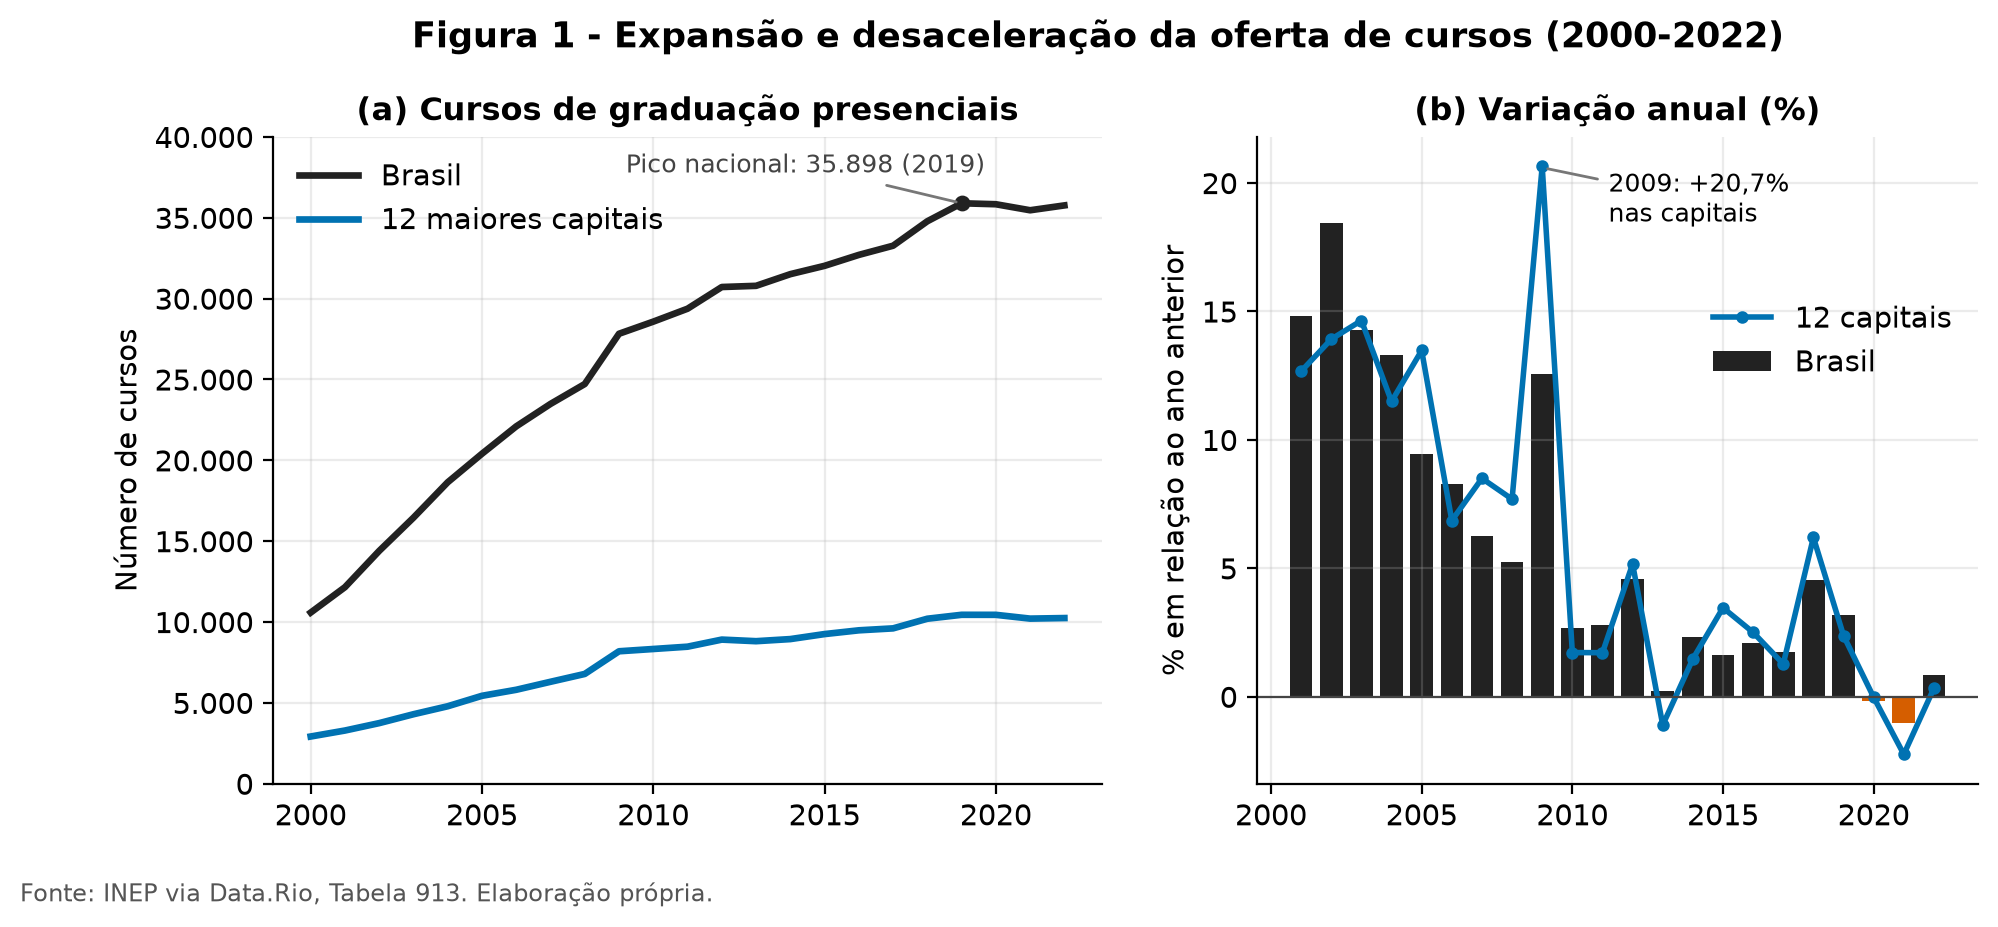 Figura 1 - Expansão e desaceleração da oferta de cursos (2000-2022)
(a) Cursos de graduação presenciais
Número de cursos
40.000
35.000
30.000
25.000
20.000
15.000
10.000
5.000
0
Brasil
12 maiores capitais
Pico nacional: 35.898 (2019)
2000 2005 2010 2015 2020
(b) Variação anual (%)
% em relação ao ano anterior
20
15
10
5
0
2009: +20,7%
nas capitais
12 capitais
Brasil
2000 2005 2010 2015 2020
Fonte: INEP via Data.Rio, Tabela 913. Elaboração própria.